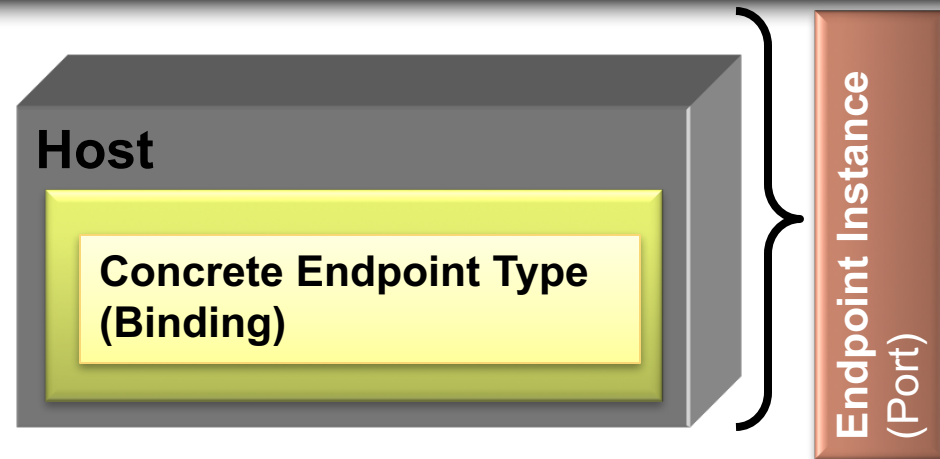 Host
Concrete Endpoint Type
(Binding)
Endpoint Instance
(Port)